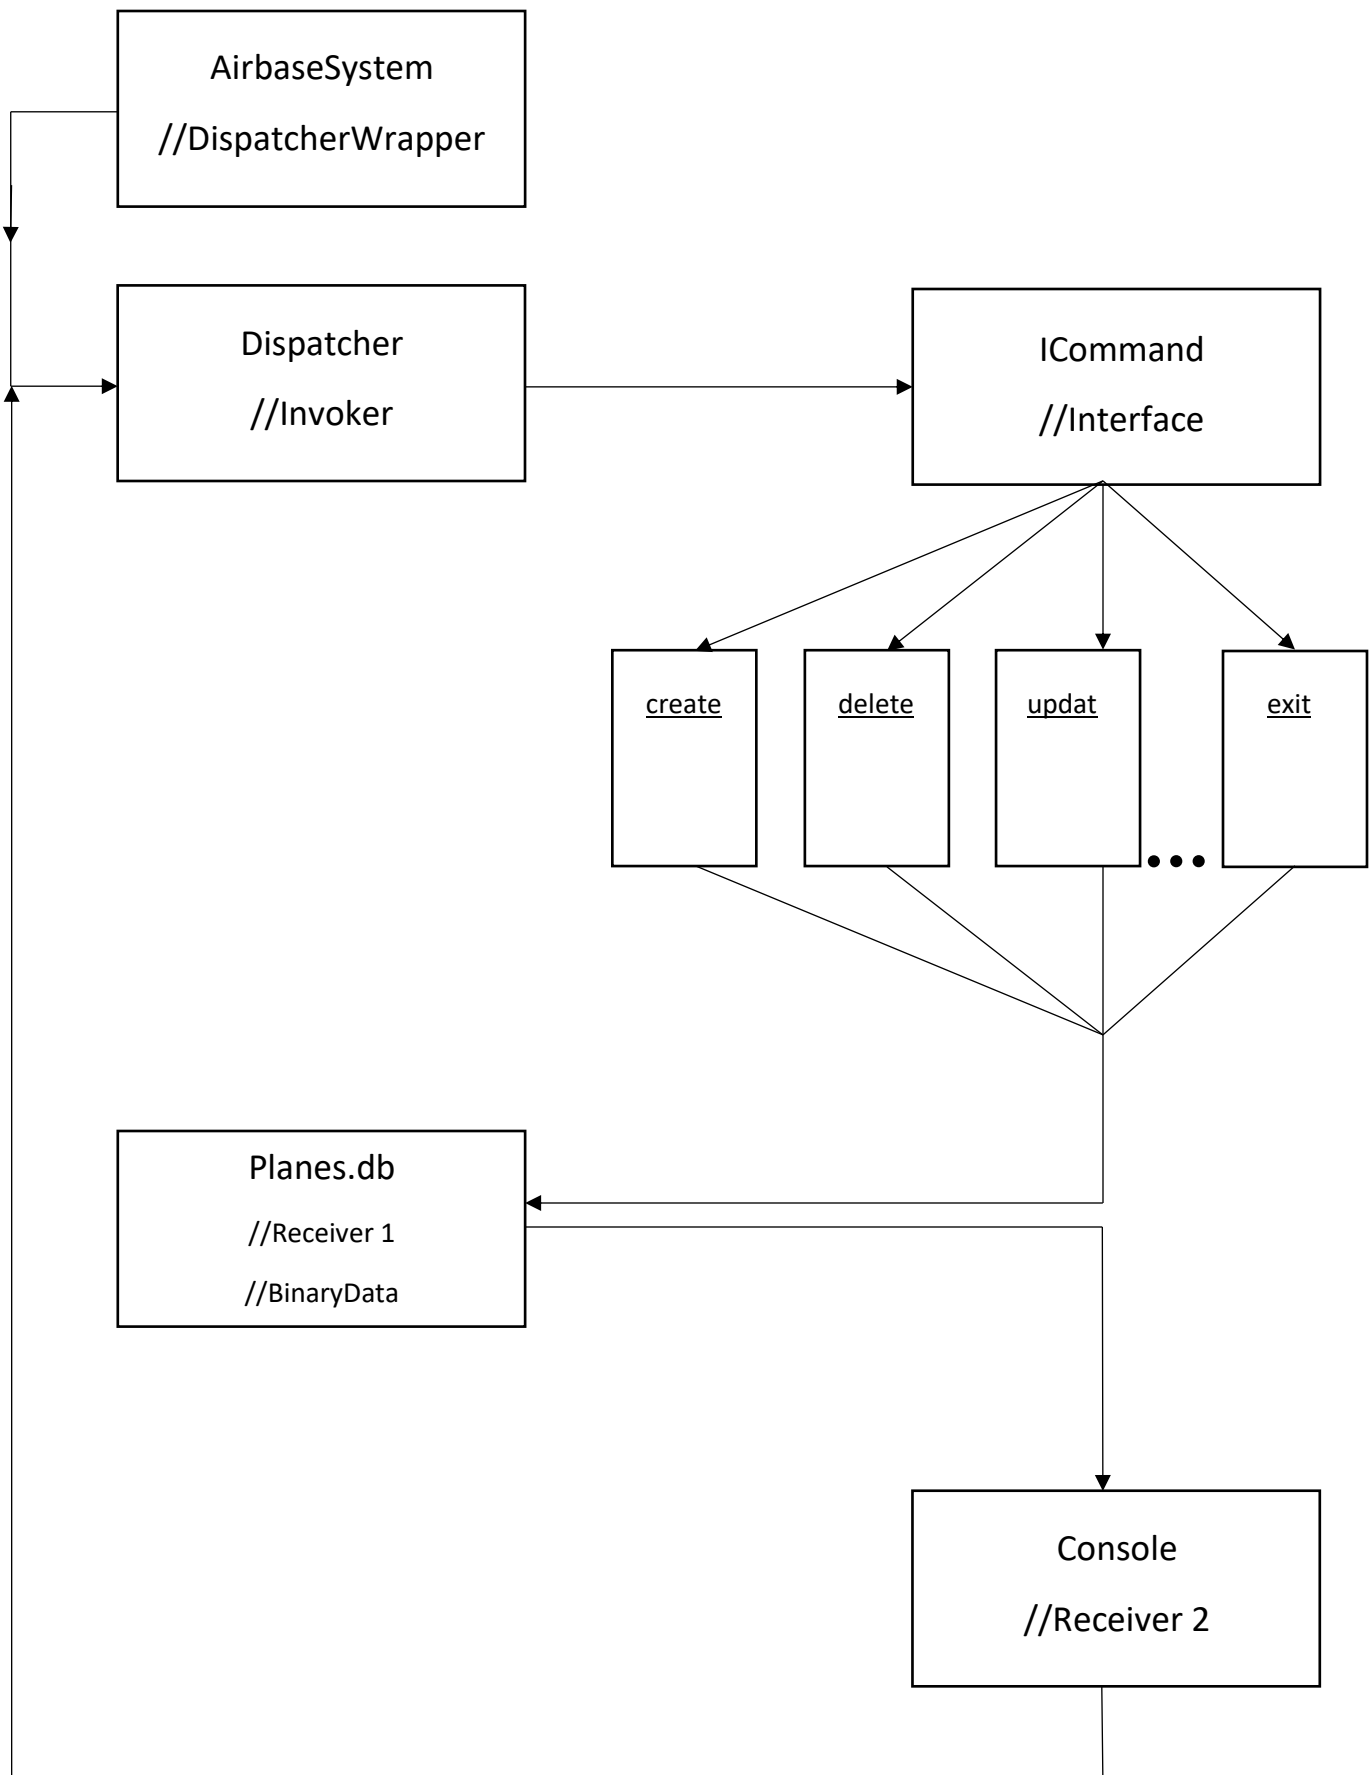 AirbaseSystem
//DispatcherWrapper
Dispatcher
//Invoker
ICommand
//Interface
create
delete
updat
exit
Planes.db
//Receiver 1
//BinaryData
Console
//Receiver 2